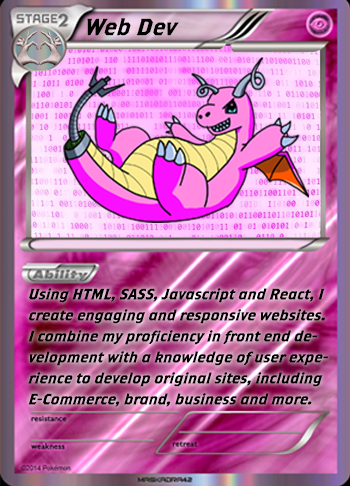 STAGE2
Web Dev
Ability
Using HTML, SASS, Javascript and React, I
create engaging and responsive websites.
I combine my proficiency in front end de-
velopment with a knowledge of user expe-
rience to develop original sites, including
E-Commerce, brand, business and more.
resistance
weakness
retreat
©2014 Pokémon
MASKADRA42